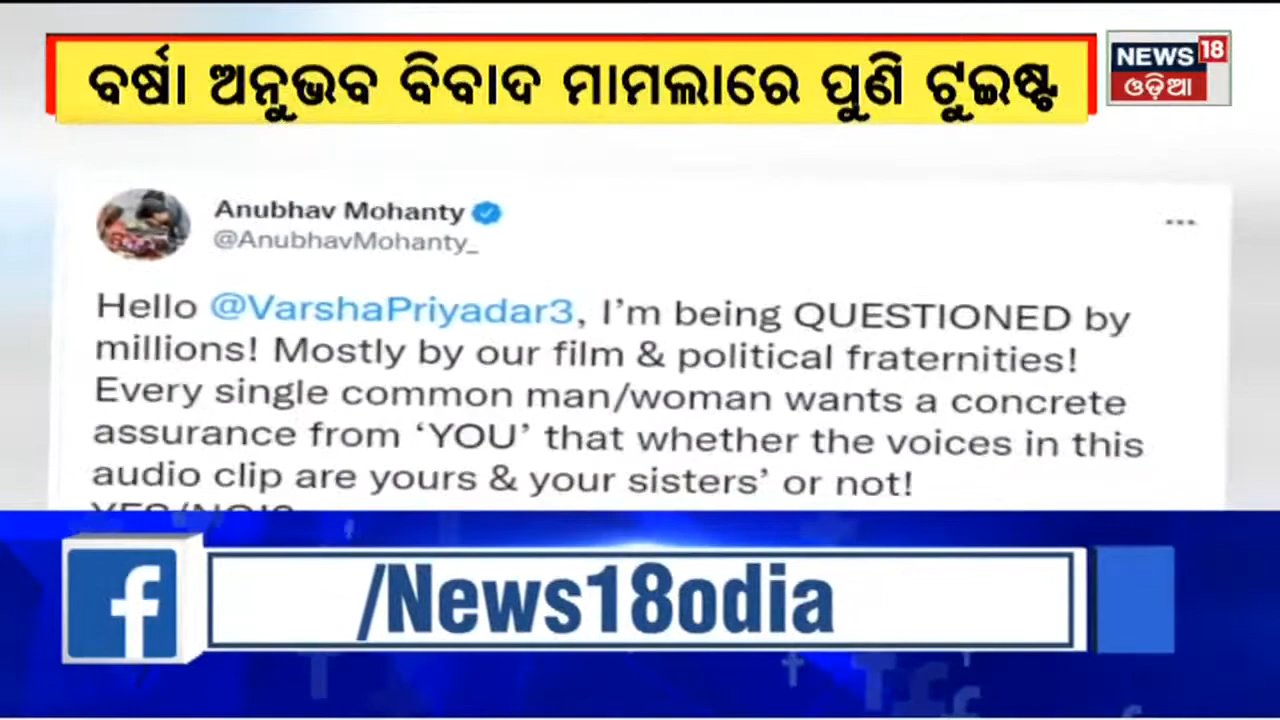 ବର୍ଷା ଅନୁଭବ ବିବାଦ ମାମଲାରେ ପୁଣି ଟୁଇଷ୍ଟ
NEWS 18
ଓଡ଼ିଆ
Anubhav Mohanty
@AnubhavMohanty_
Hello @VarshaPriyadar3, I'm being QUESTIONED by
millions! Mostly by our film & political fraternities!
Every single common man/woman wants a concrete
assurance from ‘YOU’ that whether the voices in this
audio clip are yours & your sisters’ or not!
/News18odia